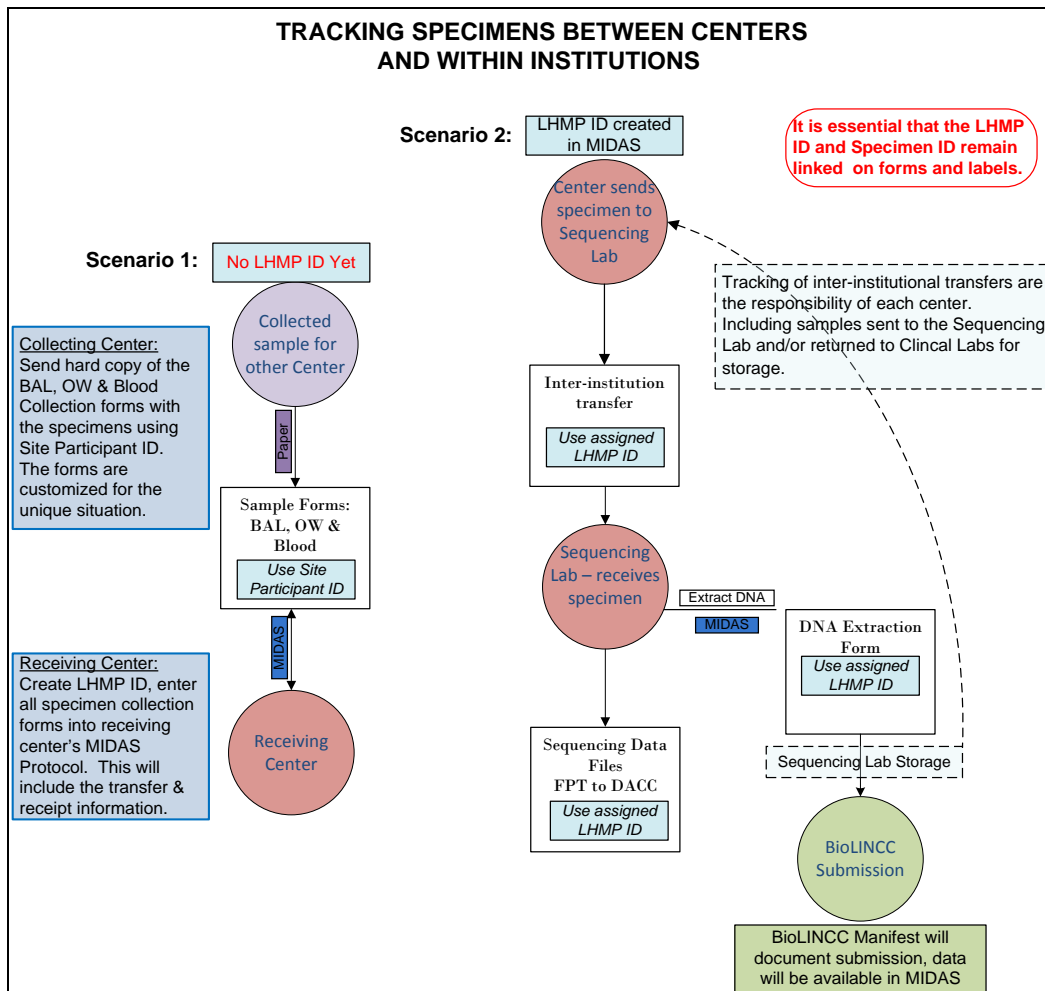 TRACKING SPECIMENS BETWEEN CENTERS
AND WITHIN INSTITUTIONS
Scenario 2:
LHMP ID created
in MIDAS
It is essential that the LHMP
ID and Specimen ID remain
linked on forms and labels.
Center sends
specimen to
Sequencing
Lab
Scenario 1:
No LHMP ID Yet
Tracking of inter-institutional transfers are
the responsibility of each center.
Including samples sent to the Sequencing
Lab and/or returned to Clincal Labs for
storage.
Collected
sample for
other Center
Collecting Center:
Send hard copy of the
BAL, OW & Blood
Collection forms with
the specimens using
Site Participant ID.
The forms are
customized for the
unique situation.
Inter-institution
transfer
Use assigned
LHMP ID
Paper
Sample Forms:
BAL, OW &
Blood
Use Site
Participant ID
Sequencing
Lab – receives
specimen
Extract DNA
MIDAS
DNA Extraction
Form
Use assigned
LHMP ID
MIDAS
Receiving Center:
Create LHMP ID, enter
all specimen collection
forms into receiving
center's MIDAS
Protocol. This will
include the transfer &
receipt information.
Receiving
Center
Sequencing Data
Files
FPT to DACC
Use assigned
LHMP ID
Sequencing Lab Storage
BioLINCC
Submission
BioLINCC Manifest will
document submission, data
will be available in MIDAS